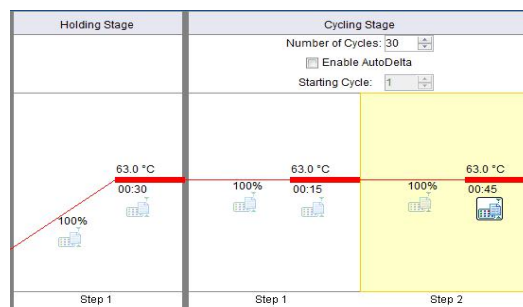 Holding Stage
Cycling Stage
Number of Cycles: 30
Enable AutoDelta
Starting Cycle: 1
63.0 °C
00:30
100%
63.0 °C
100%
00:15
63.0 °C
100%
00:45
Step 1
Step 1
Step 2